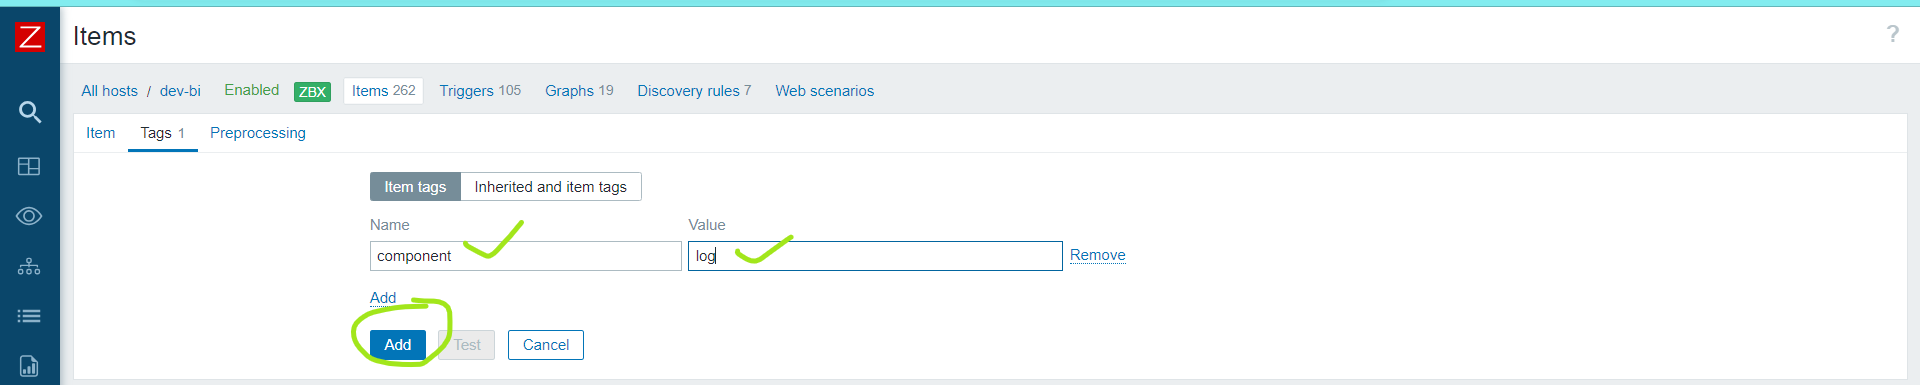 Z
Items
?
All hosts / dev-bi Enabled ZBX Items 262 Triggers 105 Graphs 19 Discovery rules 7 Web scenarios
Item Tags 1 Preprocessing
Item tags Inherited and item tags
Name Value
component log Remove
Add
Add Test Cancel